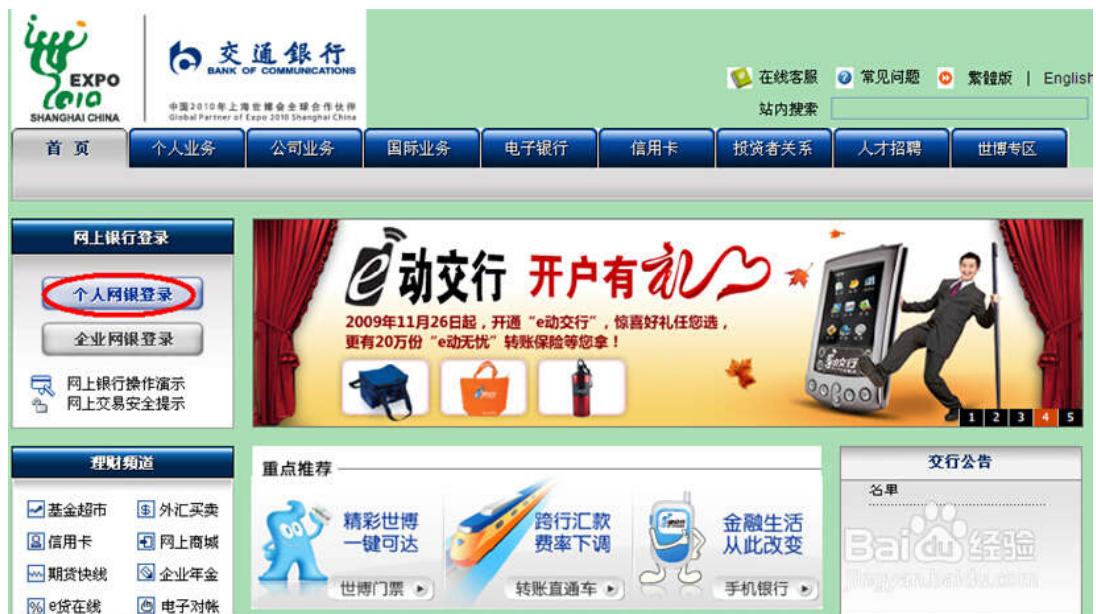 EXPO
2010
SHANGHAI CHINA
交通銀行
BANK OF COMMUNICATIONS
中国2010年上海世博会全球合作伙伴
Global Partner of Expo 2010 Shanghai China
在线客服 常见问题 繁體版 | English
站内搜索
首 页 个人业务 公司业务 国际业务 电子银行 信用卡 投资者关系 人才招聘 世博专区
网上银行登录
个人网银登录
企业网银登录
网上银行操作演示
网上交易安全提示
e动交行 开户有礼
2009年11月26日起，开通“e动交行”，惊喜好礼任您选，
更有20万份“e动无忧”转账保险等您拿！
e动交行
1 2 3 4 5
理财频道
基金超市 外汇买卖
信用卡 网上商城
期货快线 企业年金
e贷在线 电子对帐
重点推荐
精彩世博
一键可达
世博门票
跨行汇款
费率下调
转账直通车
金融生活
从此改变
手机银行
交行公告
名单
Baidu经验
jingyan.baidu.com